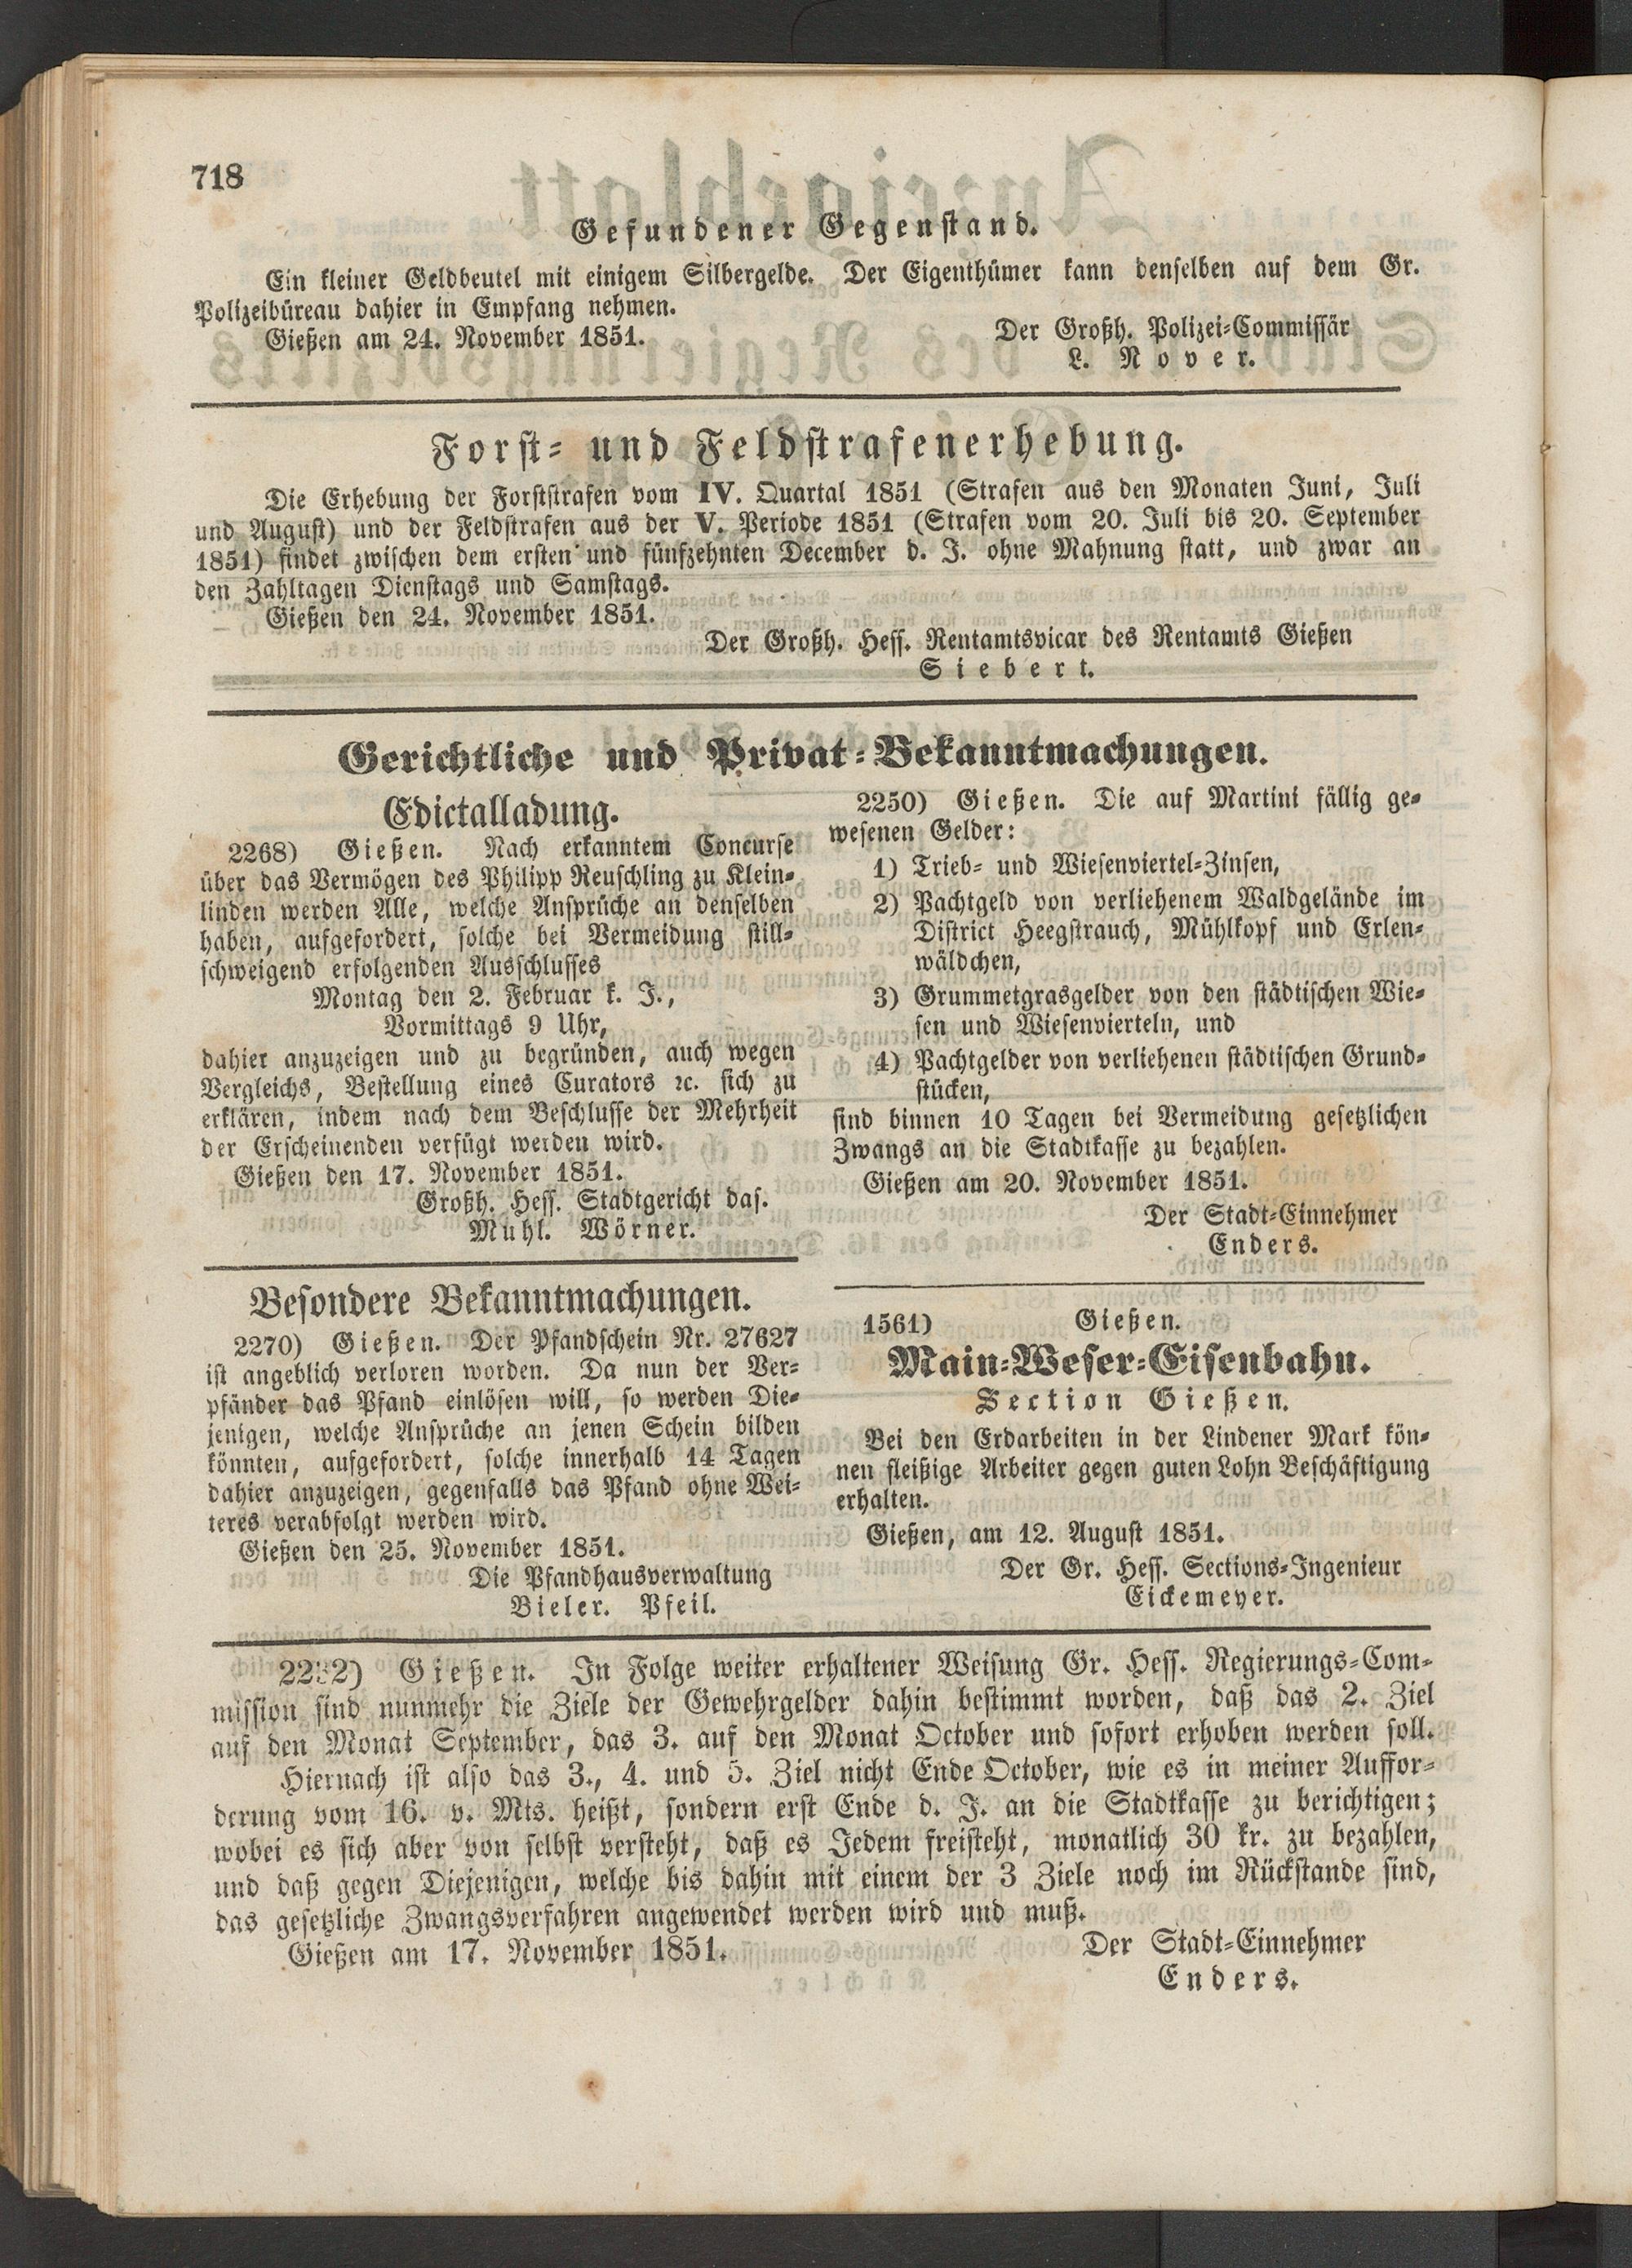 718
Gefundener Gegenstand.
Ein kleiner Geldbeutel mit einigem Silbergelde. Der Eigenthümer kann denselben auf dem Gr.
Polizeibüreau dahier in Empfang nehmen.
Gießen am 24. November 1851.
Der Großh. Polizei-Commissär
L. Nover.
Forst- und Feldstrafenerhebung.
Die Erhebung der Forststrafen vom IV. Quartal 1851 (Strafen aus den Monaten Juni, Juli
und August) und der Feldstrafen aus der V. Periode 1851 (Strafen vom 20. Juli bis 20. September
1851) findet zwischen dem ersten und fünfzehnten December d. J. ohne Mahnung statt, und zwar an
den Zahltagen Dienstags und Samstags.
Gießen den 24. November 1851.
Der Großh. Hess. Rentamtsvicar des Rentamts Gießen
Siebert.
Gerichtliche und Privat-Bekanntmachungen.
Edictalladung.
2268) Gießen. Nach erkanntem Concurse
über das Vermögen des Philipp Reuschling zu Klein-
linden werden Alle, welche Ansprüche an denselben
haben, aufgefordert, solche bei Vermeidung still-
schweigend erfolgenden Ausschlusses
Montag den 2. Februar k. J.,
Vormittags 9 Uhr,
dahier anzuzeigen und zu begründen, auch wegen
Vergleichs, Bestellung eines Curators ꝛc. sich zu
erklären, indem nach dem Beschlusse der Mehrheit
der Erscheinenden verfügt werden wird.
Gießen den 17. November 1851.
Großh. Hess. Stadtgericht das.
Muhl. Wörner.
Besondere Bekanntmachungen.
2270) Gießen. Der Pfandschein Nr. 27627
ist angeblich verloren worden. Da nun der Ver-
pfänder das Pfand einlösen will, so werden Die-
jenigen, welche Ansprüche an jenen Schein bilden
könnten, aufgefordert, solche innerhalb 14 Tagen
dahier anzuzeigen, gegenfalls das Pfand ohne Wei-
teres verabfolgt werden wird.
Gießen den 25. November 1851.
Die Pfandhausverwaltung
Bieler. Pfeil.
2250) Gießen. Die auf Martini fällig ge-
wesenen Gelder:
1) Trieb- und Wiesenviertel-Zinsen,
2) Pachtgeld von verliehenem Waldgelände im
District Heegstrauch, Mühlkopf und Erlen-
wäldchen,
3) Grummetgrasgelder von den städtischen Wie-
sen und Wiesenvierteln, und
4) Pachtgelder von verliehenen städtischen Grund-
stücken,
sind binnen 10 Tagen bei Vermeidung gesetzlichen
Zwangs an die Stadtkasse zu bezahlen.
Gießen am 20. November 1851.
Der Stadt-Einnehmer
Enders.
1561) Gießen.
Main-Weser-Eisenbahn.
Section Gießen.
Bei den Erdarbeiten in der Lindener Mark kön-
nen fleißige Arbeiter gegen guten Lohn Beschäftigung
erhalten.
Gießen, am 12. August 1851.
Der Gr. Hess. Sections-Ingenieur
Eickemeyer.
Gießen. In Folge weiter erhaltener Weisung Gr. Hess. Regierungs-Com-
mission sind nunmehr die Ziele der Gewehrgelder dahin bestimmt worden, daß das 2. Ziel
auf den Monat September, das 3. auf den Monat October und sofort erhoben werden soll.
Hiernach ist also das 3., 4. und 5. Ziel nicht Ende October, wie es in meiner Auffor-
derung vom 16. v. Mts. heißt, sondern erst Ende d. J. an die Stadtkasse zu berichtigen;
wobei es sich aber von selbst versteht, daß es Jedem freisteht, monatlich 30 kr. zu bezahlen,
und daß gegen Diejenigen, welche bis dahin mit einem der 3 Ziele noch im Rückstande sind,
das gesetzliche Zwangsverfahren angewendet werden wird und muß.
Gießen am 17. November 1851.
Der Stadt-Einnehmer
Enders.